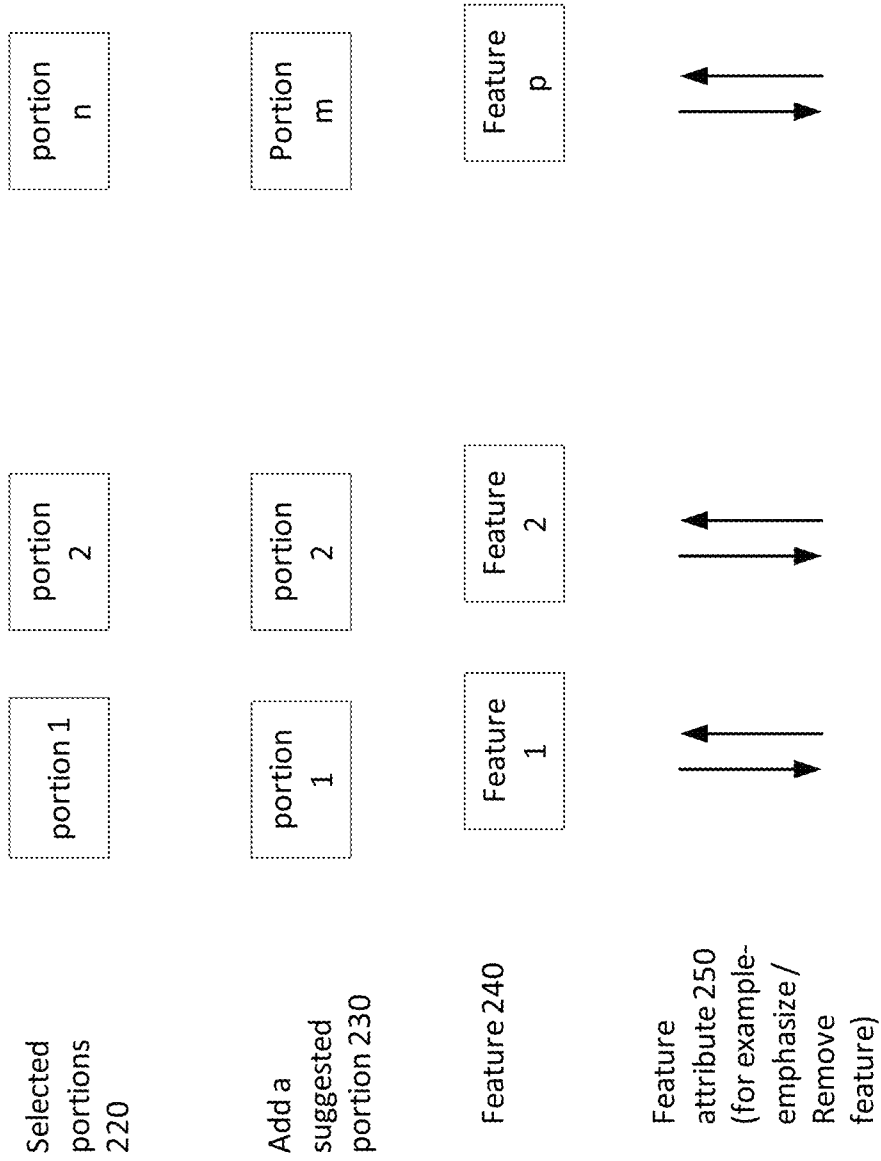 Selected
portions
220
portion 1
portion
2
portion
n
Add a
suggested
portion 230
portion
1
portion
2
Portion
m
Feature 240
Feature
1
Feature
2
Feature
p
Feature
attribute 250
(for example-
emphasize /
Remove
feature)